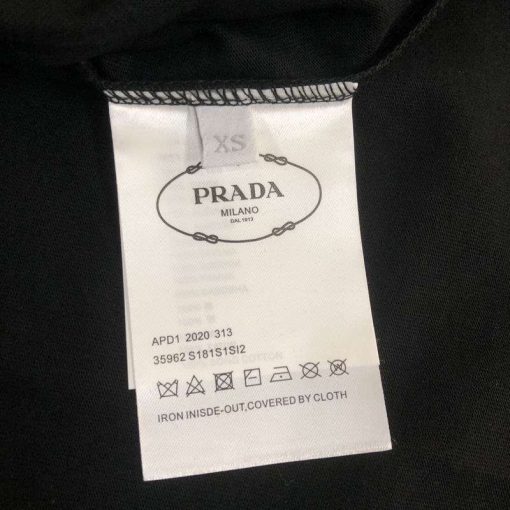 XS
PRADA
MILANO
DAL 1913
APD1 2020 313
35962 S181S1SI2
IRON INISDE-OUT,COVERED BY CLOTH